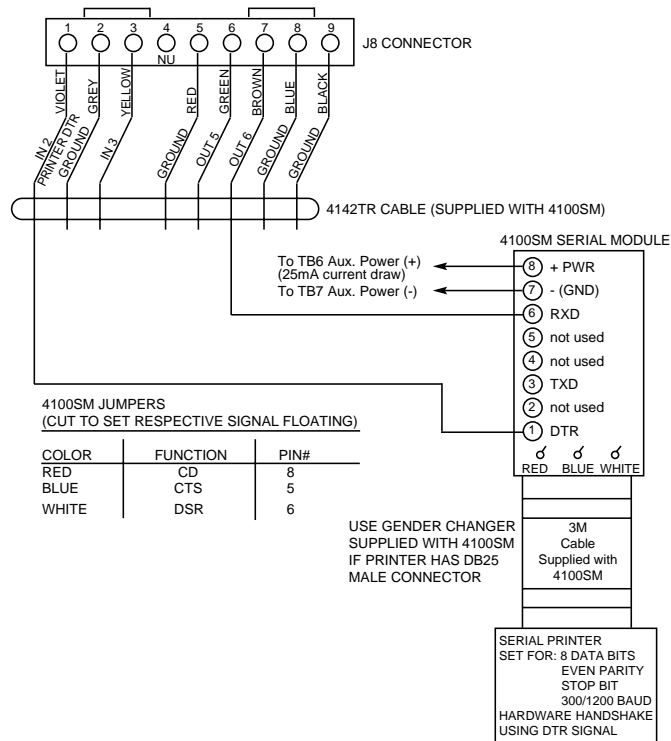 1 2 3 4 5 6 7 8 9
NU
J8 CONNECTOR
VIOLET
GREY
YELLOW
RED
GREEN
BROWN
BLUE
BLACK
IN 2
PRINTER DTR
GROUND
IN 3
GROUND
OUT 5
OUT 6
GROUND
GROUND
4142TR CABLE (SUPPLIED WITH 4100SM)
4100SM SERIAL MODULE
To TB6 Aux. Power (+)
(25mA current draw)
To TB7 Aux. Power (-)
8 + PWR
7 - (GND)
6 RXD
5 not used
4 not used
3 TXD
2 not used
1 DTR
RED BLUE WHITE
4100SM JUMPERS
(CUT TO SET RESPECTIVE SIGNAL FLOATING)
COLOR FUNCTION PIN#
RED CD 8
BLUE CTS 5
WHITE DSR 6
USE GENDER CHANGER
SUPPLIED WITH 4100SM
IF PRINTER HAS DB25
MALE CONNECTOR
3M
Cable
Supplied with
4100SM
SERIAL PRINTER
SET FOR: 8 DATA BITS
EVEN PARITY
STOP BIT
300/1200 BAUD
HARDWARE HANDSHAKE
USING DTR SIGNAL